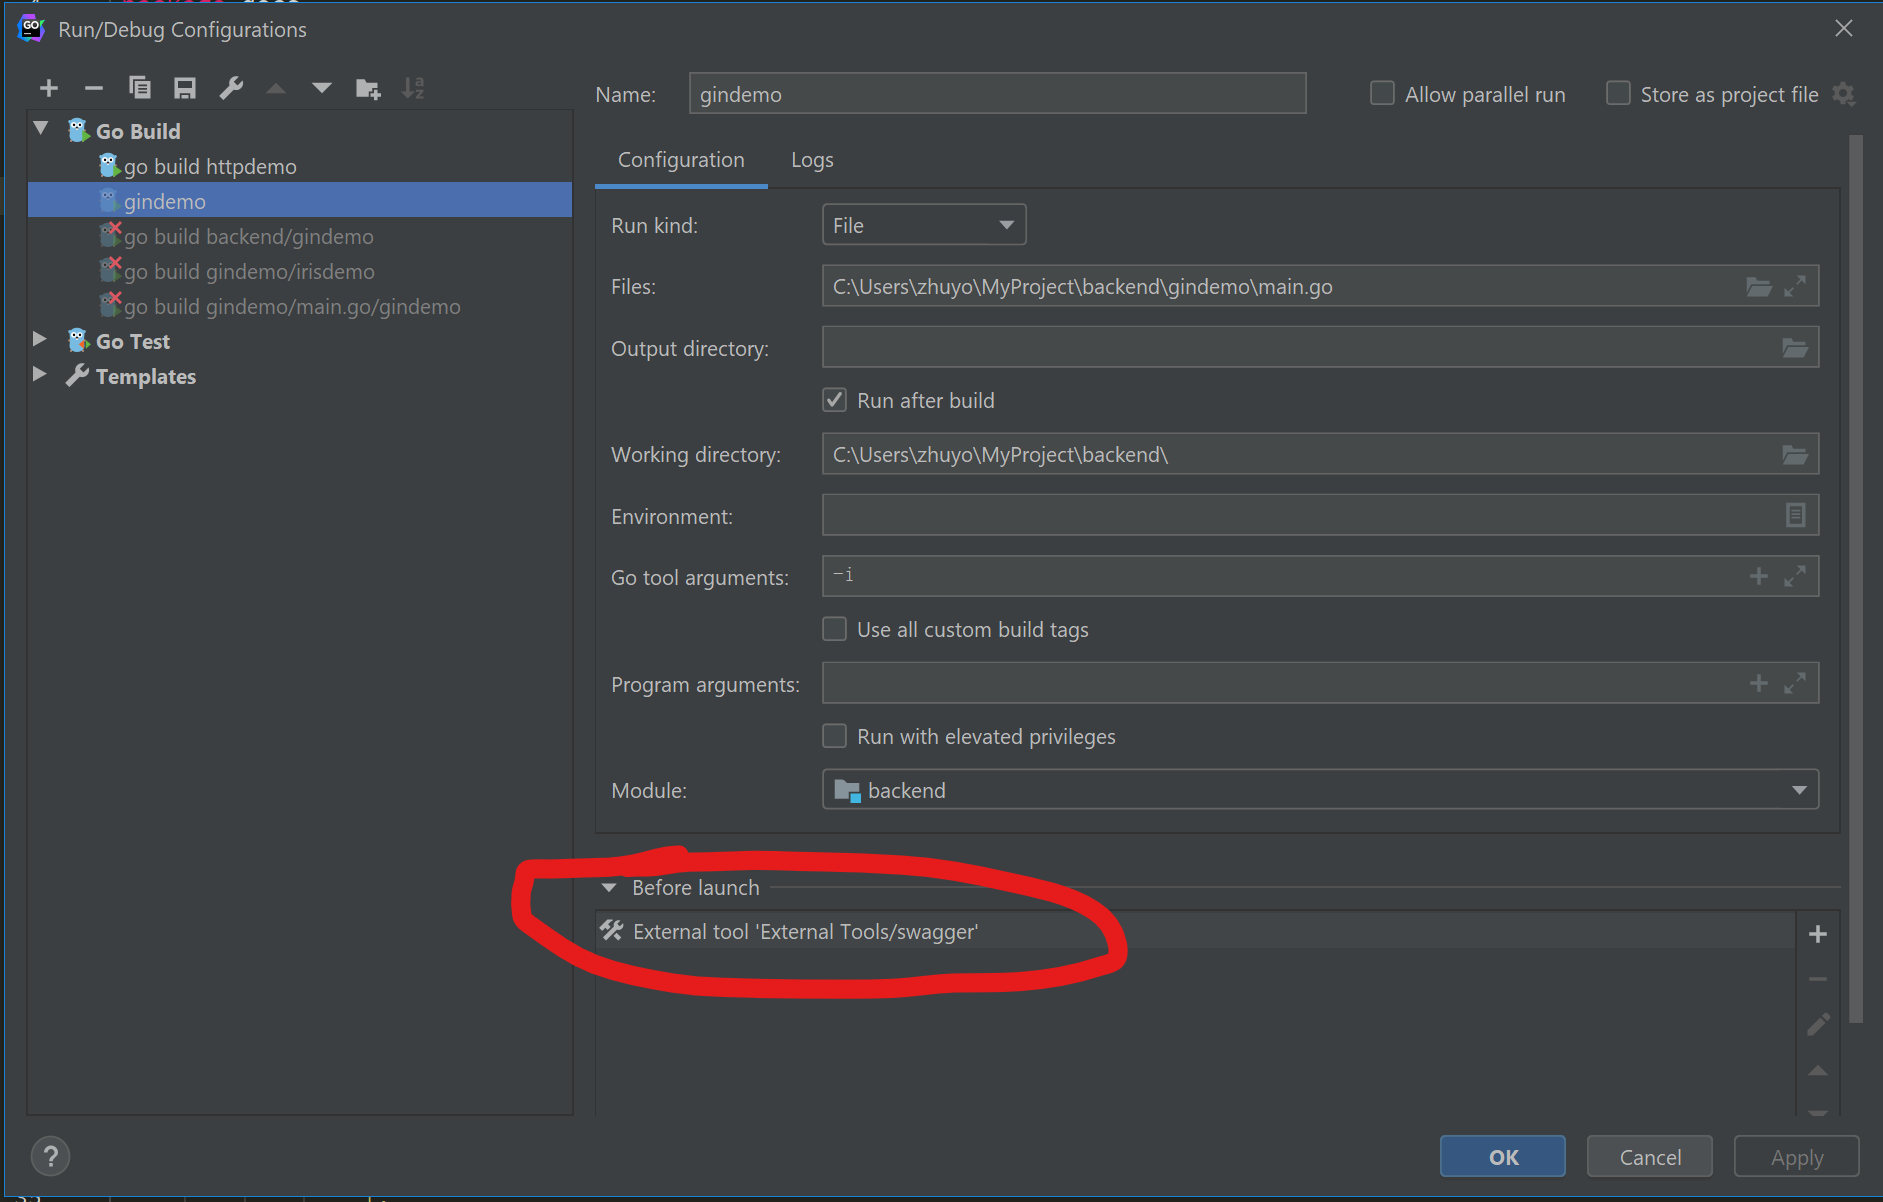 Run/Debug Configurations
Name: gindemo Allow parallel run Store as project file
Go Build
go build httpdemo
gindemo
go build backend/gindemo
go build gindemo/irisdemo
go build gindemo/main.go/gindemo
Go Test
Templates
Configuration Logs
Run kind: File
Files: C:\Users\zhuyo\MyProject\backend\gindemo\main.go
Output directory:
Run after build
Working directory: C:\Users\zhuyo\MyProject\backend\
Environment:
Go tool arguments: -i
Use all custom build tags
Program arguments:
Run with elevated privileges
Module: backend
Before launch
External tool 'External Tools/swagger'
? OK Cancel Apply